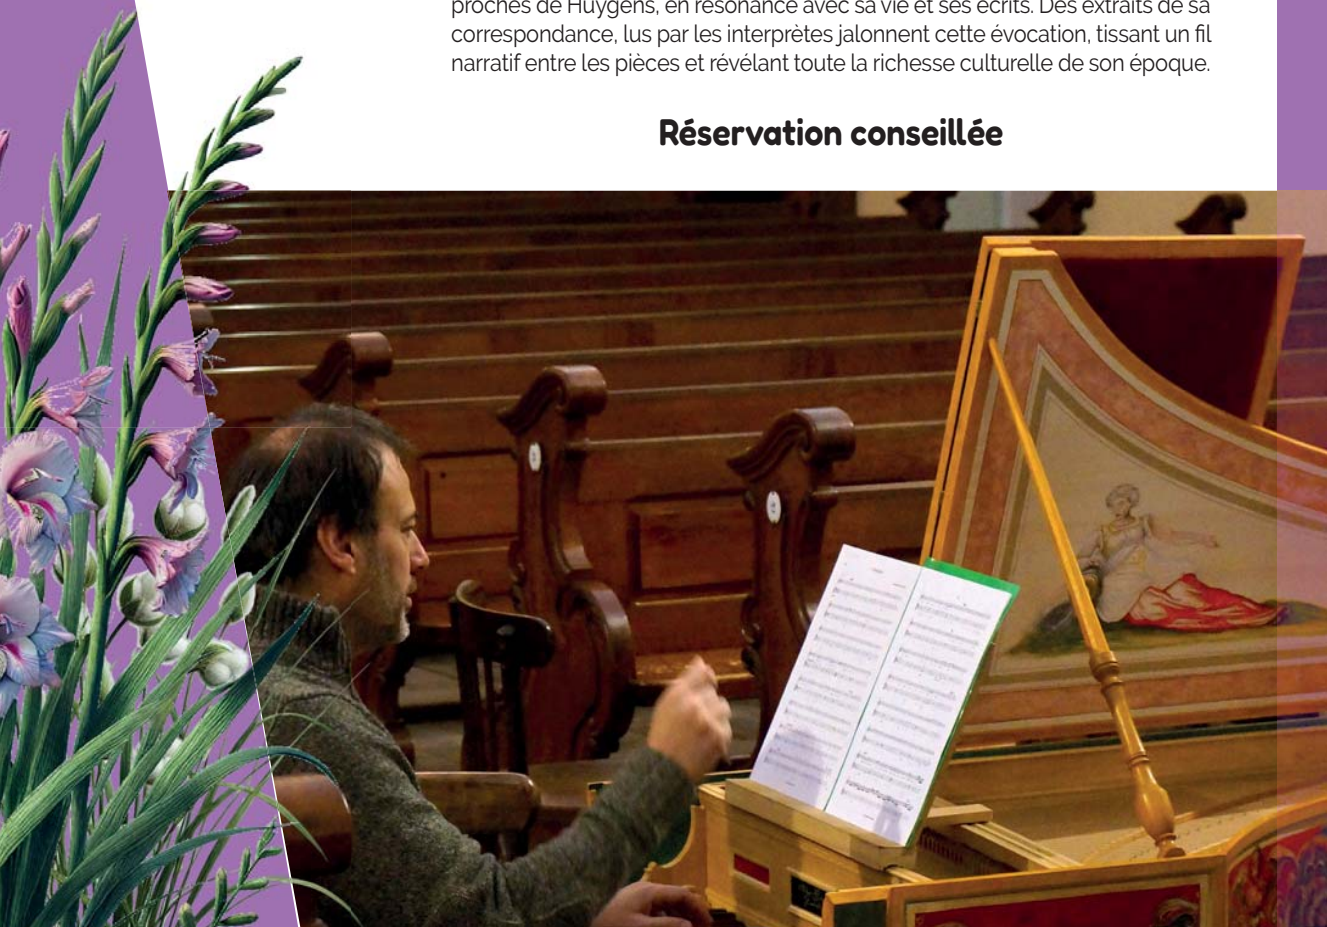 proches de Huygens, en résonance avec sa vie et ses écrits. Des extraits de sa
correspondance, lus par les interprètes jalonnent cette évocation, tissant un fil
narratif entre les pièces et révélant toute la richesse culturelle de son époque.
Réservation conseillée